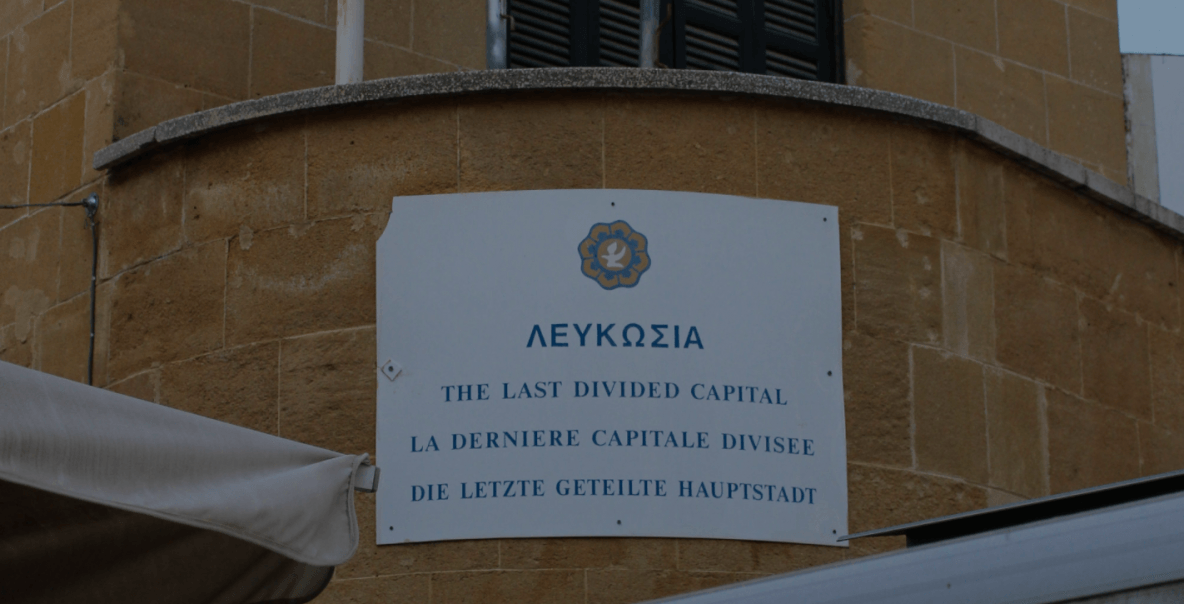 ΛΕΥΚΩΣΙΑ
THE LAST DIVIDED CAPITAL
LA DERNIERE CAPITALE DIVISEE
DIE LETZTE GETEILTE HAUPTSTADT